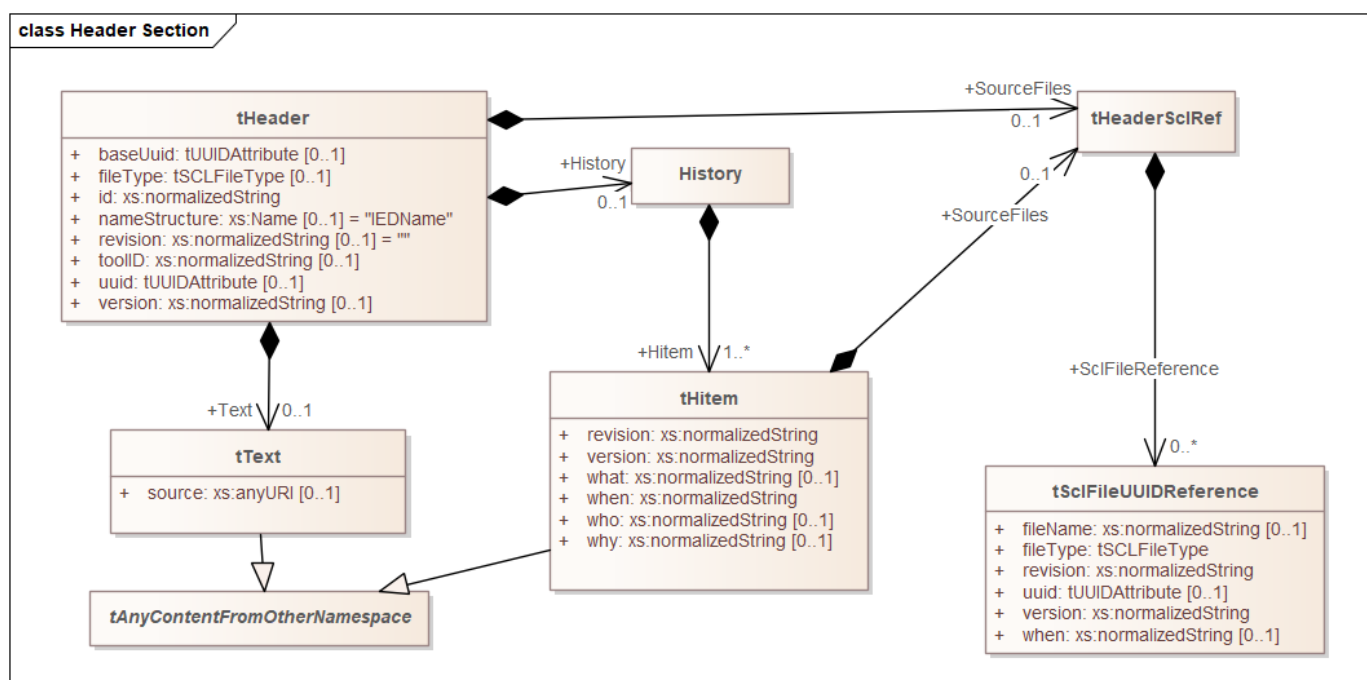 class Header Section
tHeader
+ baseUuid: tUUIDAttribute [0..1]
+ fileType: tSCLFileType [0..1]
+ id: xs:normalizedString
+ nameStructure: xs:Name [0..1] = "IEDName"
+ revision: xs:normalizedString [0..1] = ""
+ toolID: xs:normalizedString [0..1]
+ uuid: tUUIDAttribute [0..1]
+ version: xs:normalizedString [0..1]
+SourceFiles
0..1
tHeaderSclRef
+History
0..1
History
0..1
+SourceFiles
+Hitem
1..*
+SclFileReference
0..*
+Text
0..1
tText
+ source: xs:anyURI [0..1]
tHitem
+ revision: xs:normalizedString
+ version: xs:normalizedString
+ what: xs:normalizedString [0..1]
+ when: xs:normalizedString
+ who: xs:normalizedString [0..1]
+ why: xs:normalizedString [0..1]
tSclFileUUIDReference
+ fileName: xs:normalizedString [0..1]
+ fileType: tSCLFileType
+ revision: xs:normalizedString
+ uuid: tUUIDAttribute [0..1]
+ version: xs:normalizedString
+ when: xs:normalizedString [0..1]
tAnyContentFromOtherNamespace